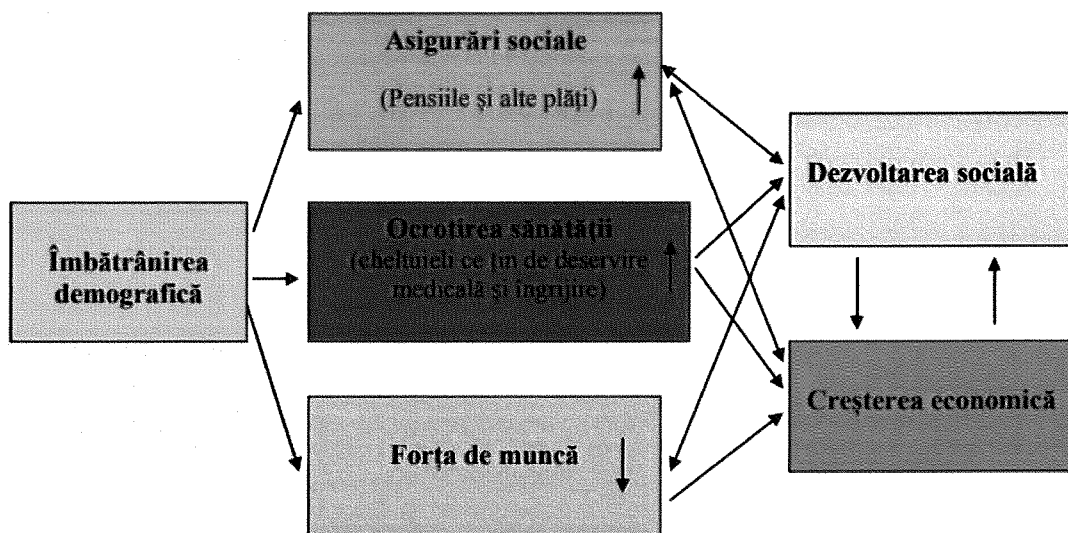 Asigurări sociale
(Pensiile și alte plăți)
Îmbătrânirea
demografică
Ocrotirea sănătății
(cheltuieli ce țin de deservire
medicală și îngrijire)
Forța de muncă
Dezvoltarea socială
Creșterea economică